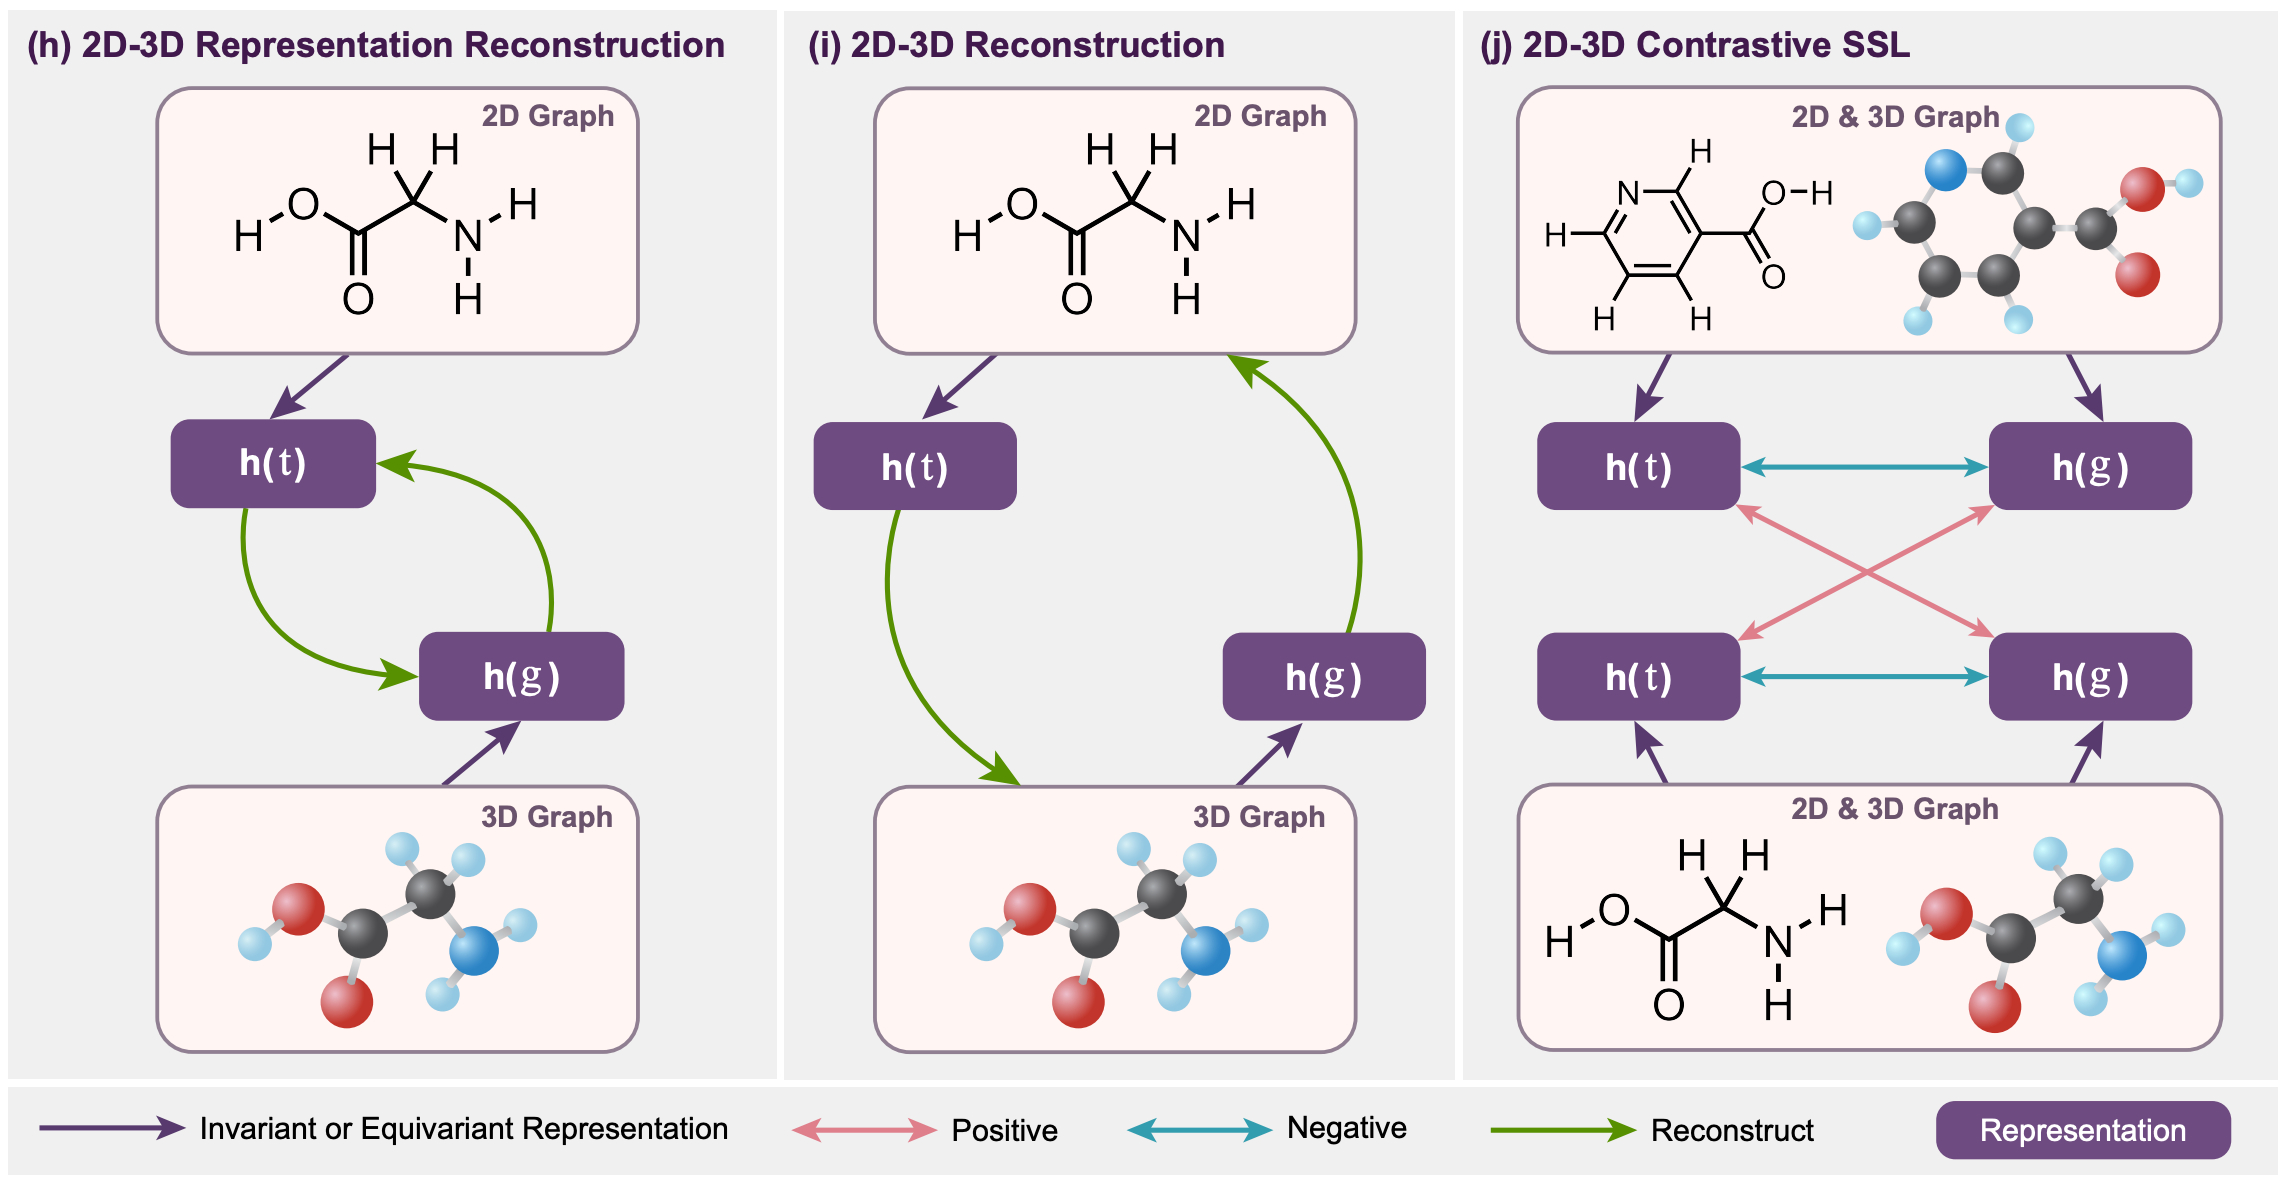 (h) 2D-3D Representation Reconstruction
2D Graph
H H
H O N H
O H
h(t)
h(g)
3D Graph
(i) 2D-3D Reconstruction
2D Graph
H H
H O N H
O H
h(t)
h(g)
3D Graph
(j) 2D-3D Contrastive SSL
2D & 3D Graph
H
N O H
H
O
H H
h(t) h(g)
h(t) h(g)
2D & 3D Graph
H H
H O N H
O H
Invariant or Equivariant Representation
Positive
Negative
Reconstruct
Representation